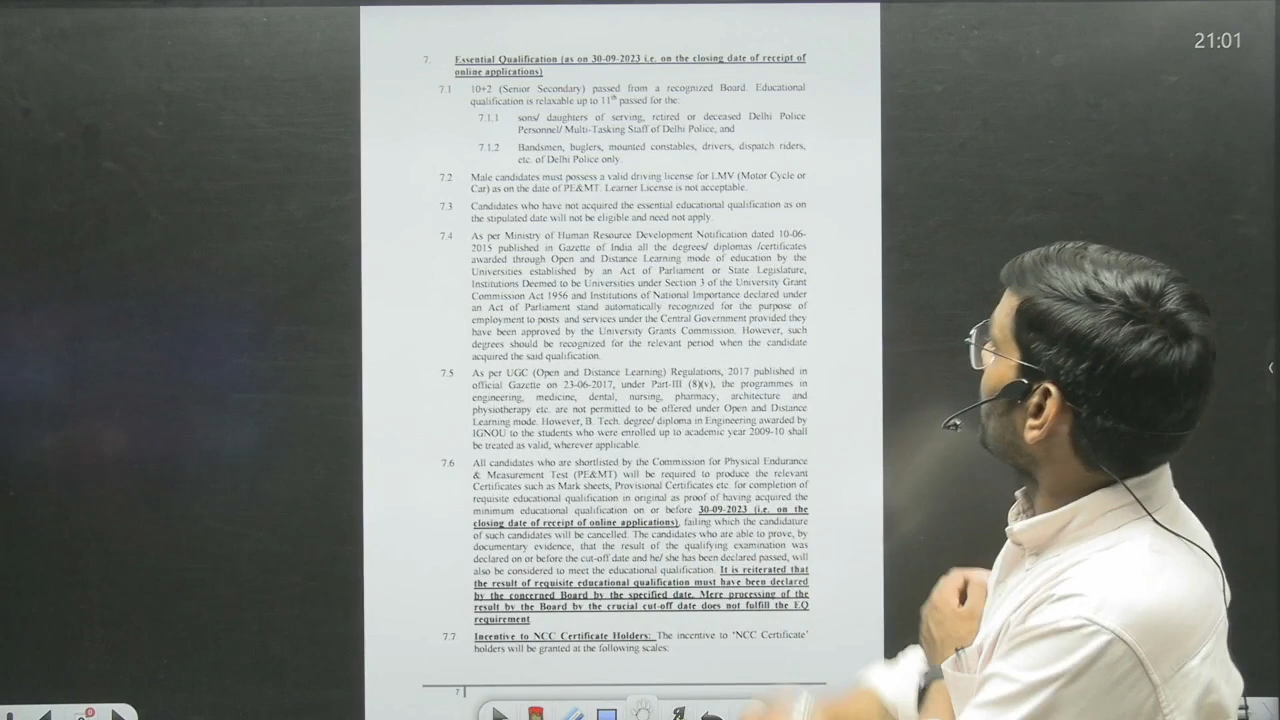 21:01
7. Essential Qualification (as on 30-09-2023 i.e. on the closing date of receipt of
online applications)
7.1 10+2 (Senior Secondary) passed from a recognized Board. Educational
qualification is relaxable up to 11th passed for the:
7.1.1 sons/ daughters of serving, retired or deceased Delhi Police
Personnel/ Multi-Tasking Staff of Delhi Police, and
7.1.2 Bandsmen, buglers, mounted constables, drivers, dispatch riders,
etc. of Delhi Police only.
7.2 Male candidates must possess a valid driving license for LMV (Motor Cycle or
Car) as on the date of PE&MT. Learner License is not acceptable.
7.3 Candidates who have not acquired the essential educational qualification as on
the stipulated date will not be eligible and need not apply.
7.4 As per Ministry of Human Resource Development Notification dated 10-06-
2015 published in Gazette of India all the degrees/ diplomas /certificates
awarded through Open and Distance Learning mode of education by the
Universities established by an Act of Parliament or State Legislature,
Institutions Deemed to be Universities under Section 3 of the University Grant
Commission Act 1956 and Institutions of National Importance declared under
an Act of Parliament stand automatically recognized for the purpose of
employment to posts and services under the Central Government provided they
have been approved by the University Grants Commission. However, such
degrees should be recognized for the relevant period when the candidate
acquired the said qualification.
7.5 As per UGC (Open and Distance Learning) Regulations, 2017 published in
official Gazette on 23-06-2017, under Part-III (8)(v), the programmes in
engineering, medicine, dental, nursing, pharmacy, architecture and
physiotherapy etc. are not permitted to be offered under Open and Distance
Learning mode. However, B. Tech. degree/ diploma in Engineering awarded by
IGNOU to the students who were enrolled up to academic year 2009-10 shall
be treated as valid, wherever applicable.
7.6 All candidates who are shortlisted by the Commission for Physical Endurance
& Measurement Test (PE&MT) will be required to produce the relevant
Certificates such as Mark sheets, Provisional Certificates etc. for completion of
requisite educational qualification in original as proof of having acquired the
minimum educational qualification on or before 30-09-2023 (i.e. on the
closing date of receipt of online applications), failing which the candidature
of such candidates will be cancelled. The candidates who are able to prove, by
documentary evidence, that the result of the qualifying examination was
declared on or before the cut-off date and he/ she has been declared passed, will
also be considered to meet the educational qualification. It is reiterated that
the result of requisite educational qualification must have been declared
by the concerned Board by the specified date. Mere processing of the
result by the Board by the crucial cut-off date does not fulfill the EQ
requirement.
7.7 Incentive to NCC Certificate Holders: The incentive to 'NCC Certificate'
holders will be granted at the following scales:
7